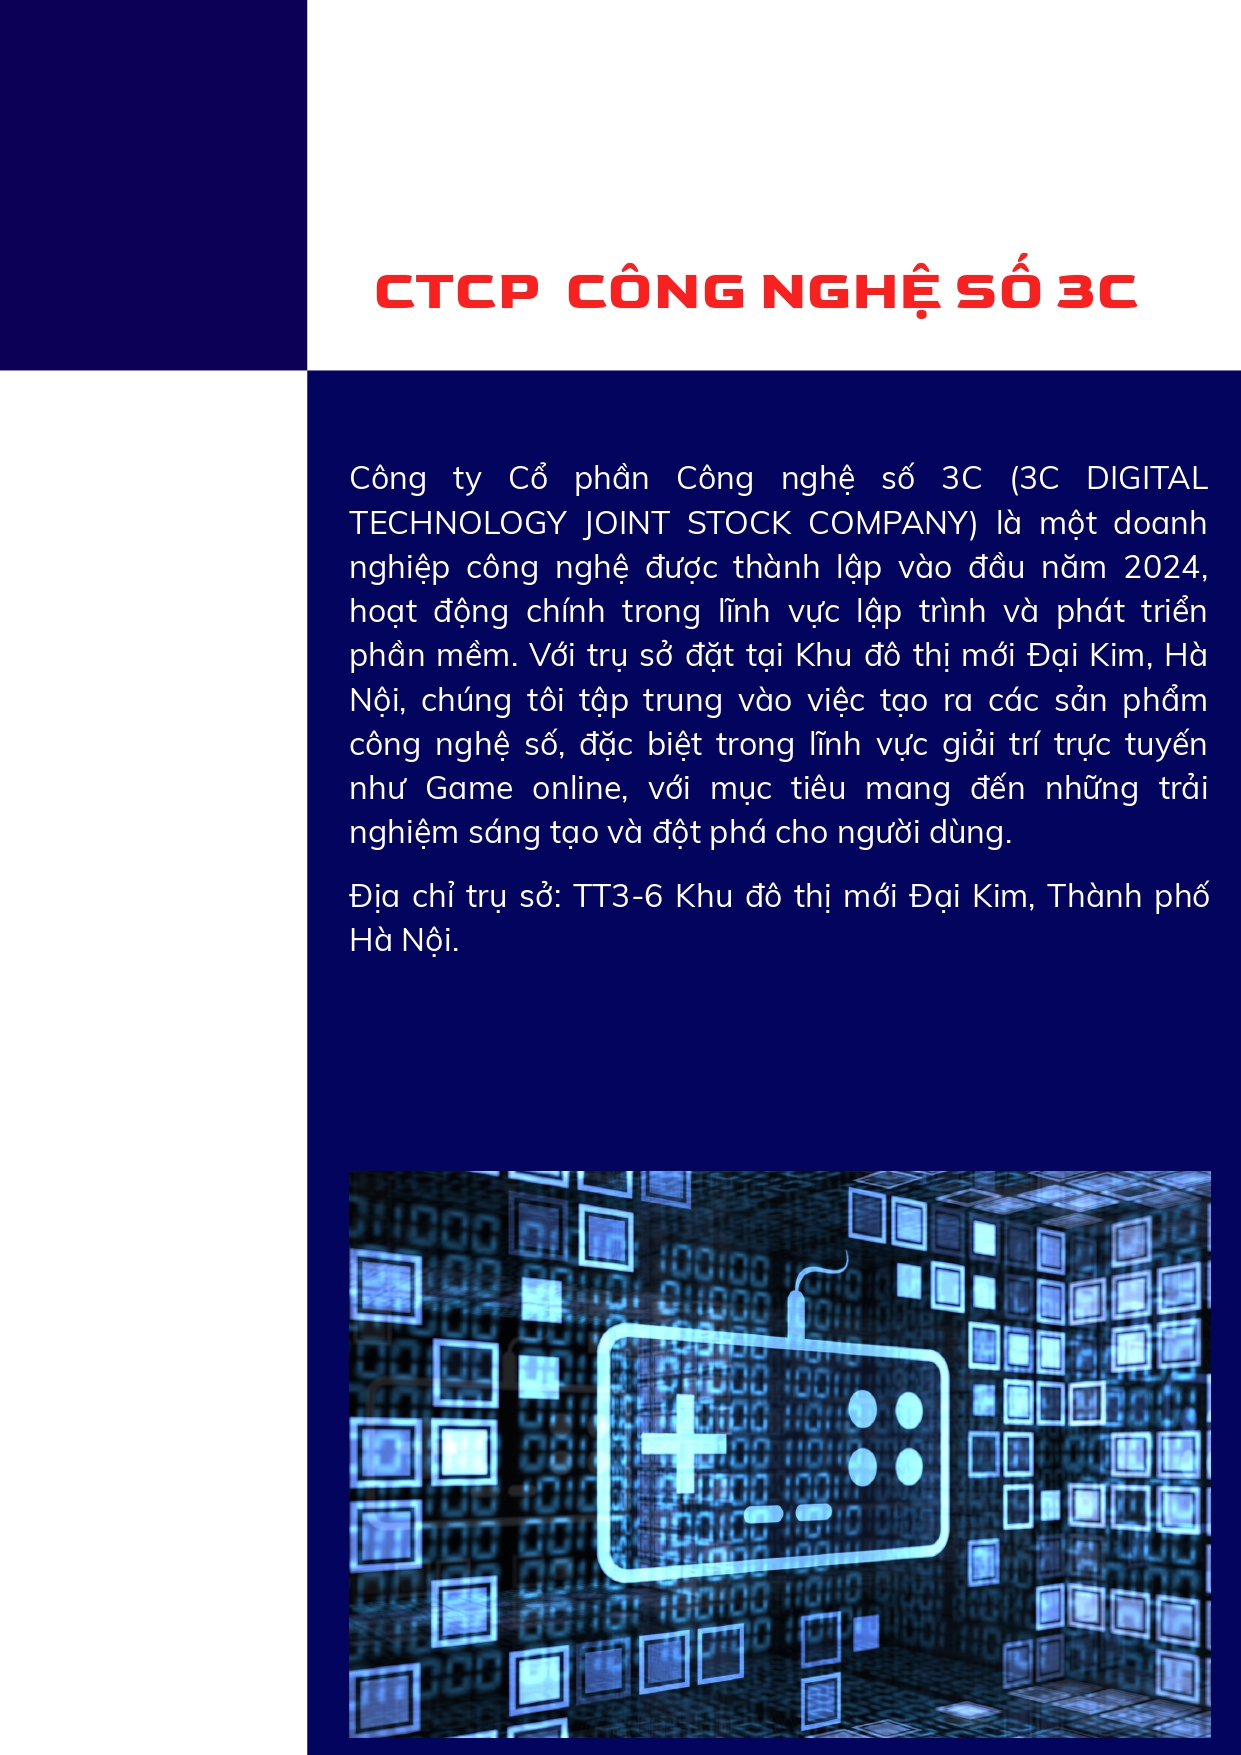 CTCP CÔNG NGHỆ SỐ 3C
Công ty Cổ phần Công nghệ số 3C (3C DIGITAL
TECHNOLOGY JOINT STOCK COMPANY) là một doanh
nghiệp công nghệ được thành lập vào đầu năm 2024,
hoạt động chính trong lĩnh vực lập trình và phát triển
phần mềm. Với trụ sở đặt tại Khu đô thị mới Đại Kim, Hà
Nội, chúng tôi tập trung vào việc tạo ra các sản phẩm
công nghệ số, đặc biệt trong lĩnh vực giải trí trực tuyến
như Game online, với mục tiêu mang đến những trải
nghiệm sáng tạo và đột phá cho người dùng.
Địa chỉ trụ sở: TT3-6 Khu đô thị mới Đại Kim, Thành phố
Hà Nội.